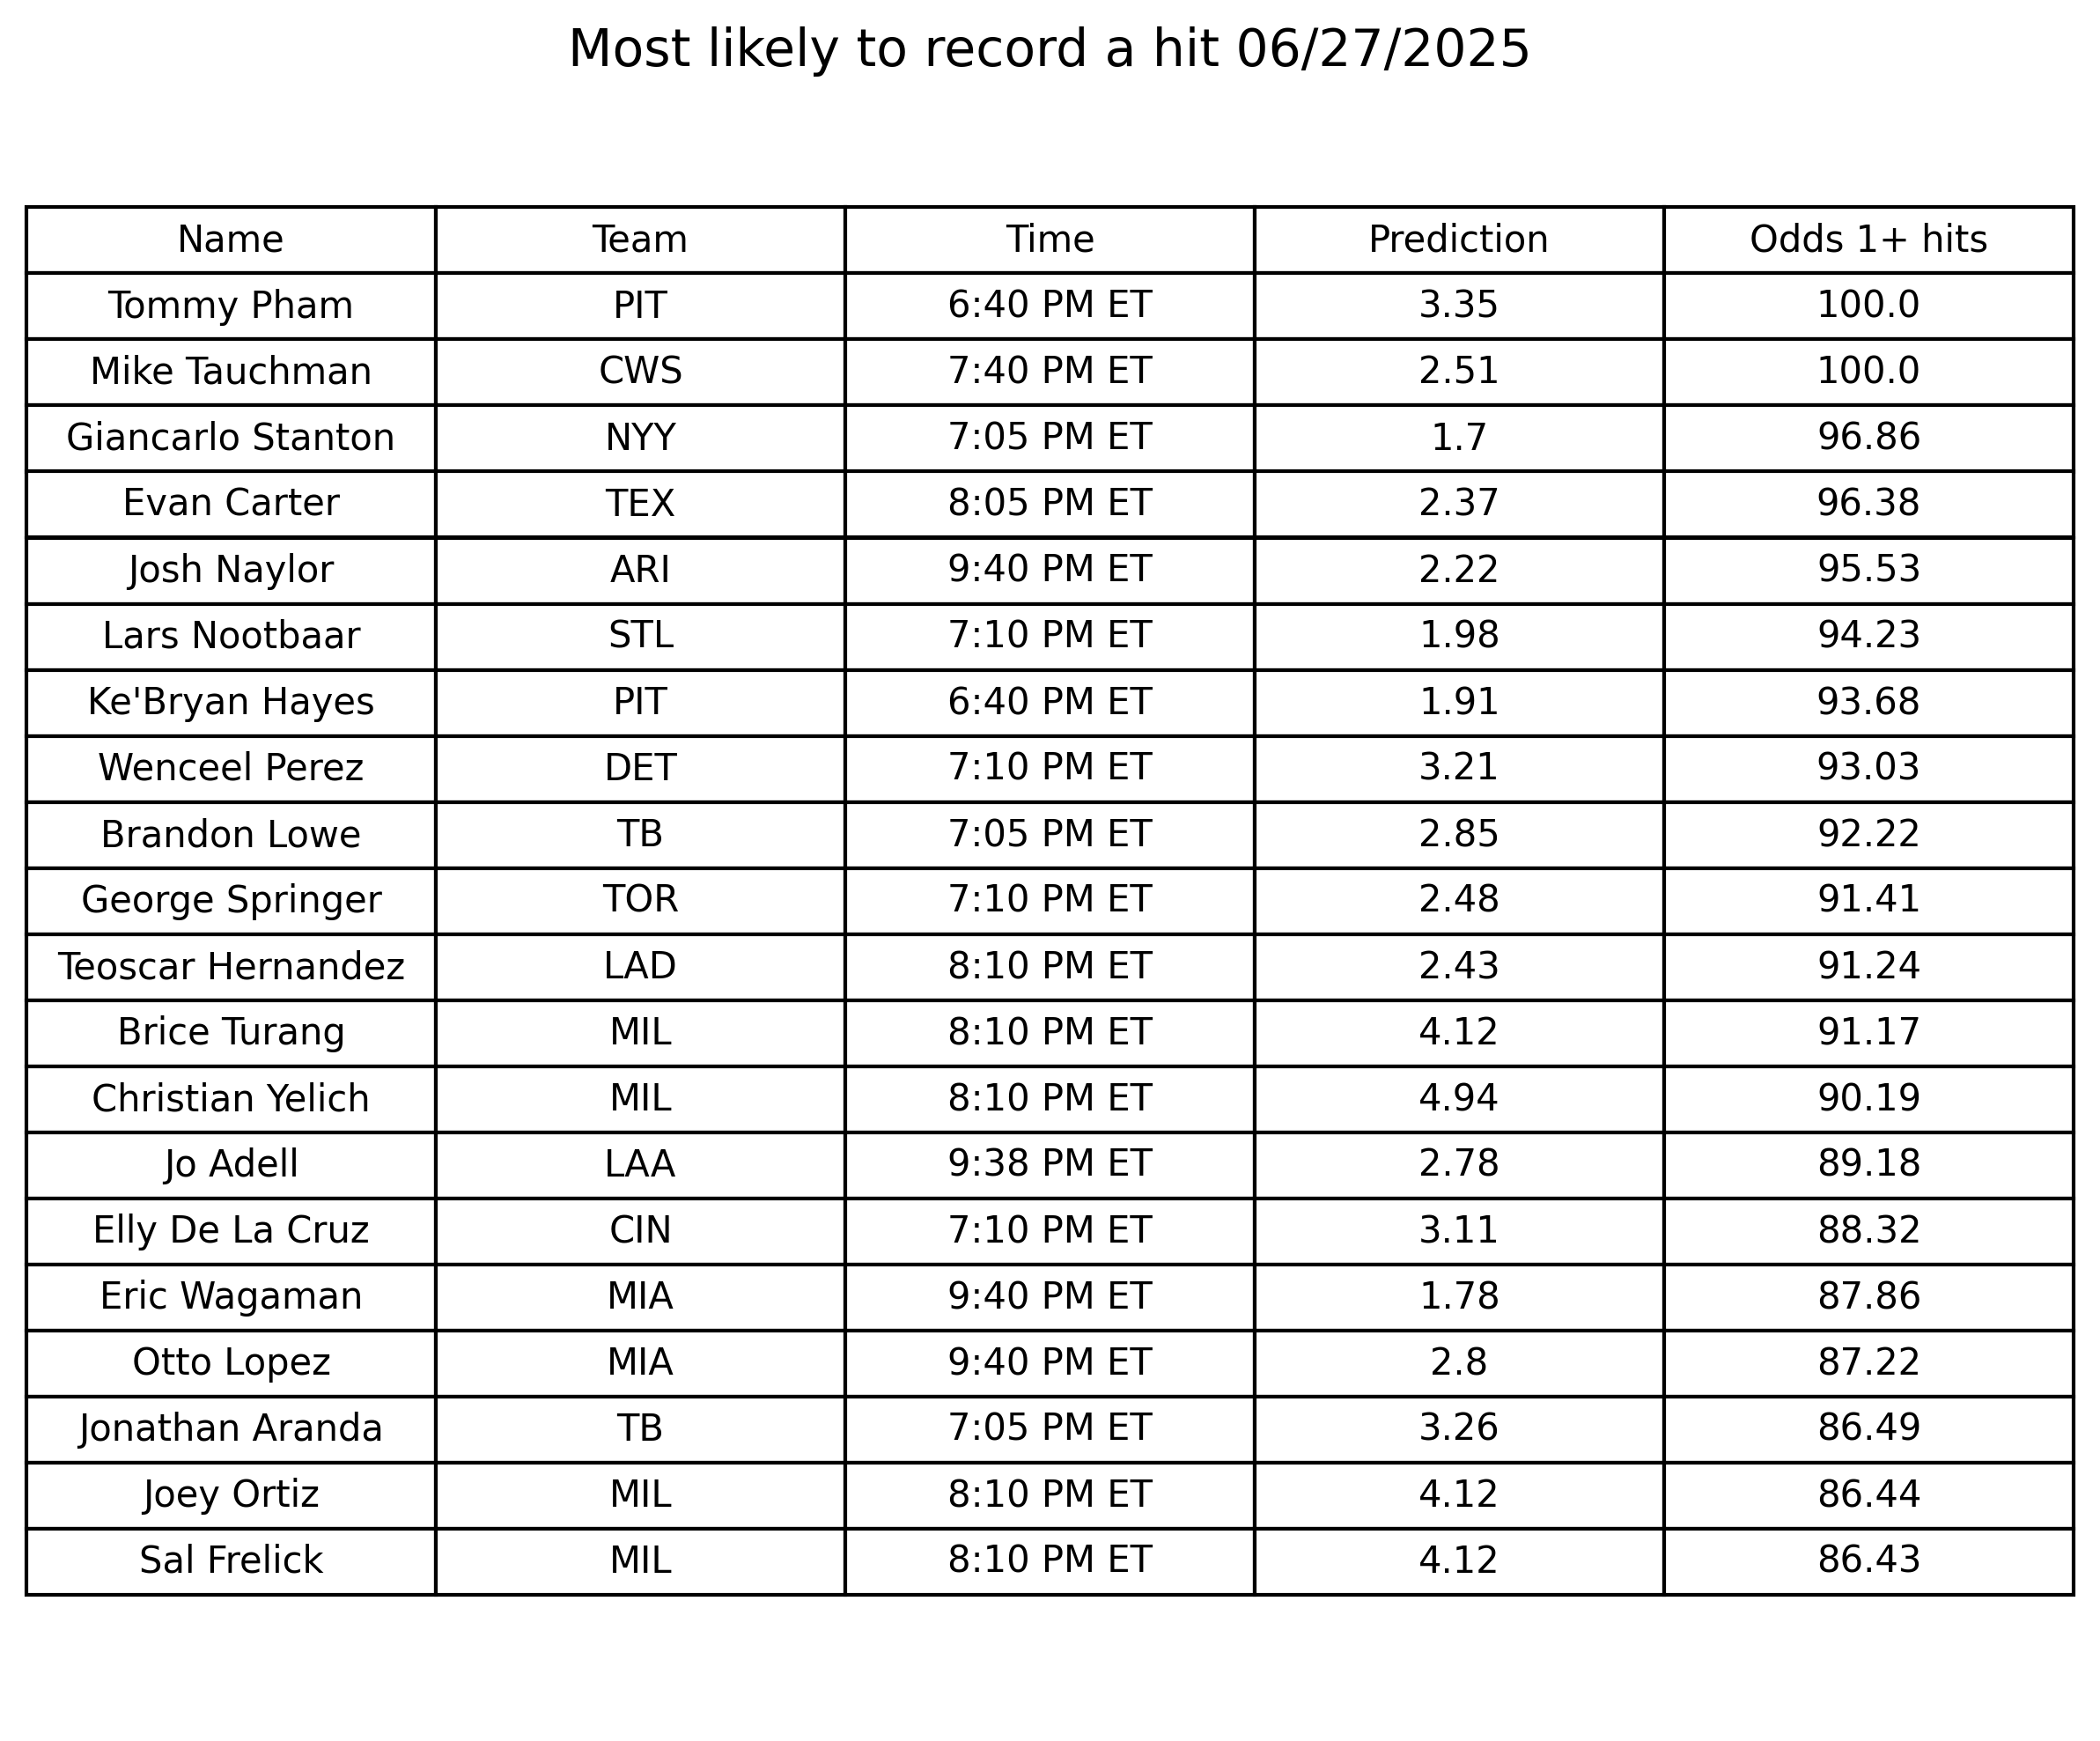 Most likely to record a hit 06/27/2025
Name Team Time Prediction Odds 1+ hits
Tommy Pham PIT 6:40 PM ET 3.35 100.0
Mike Tauchman CWS 7:40 PM ET 2.51 100.0
Giancarlo Stanton NYY 7:05 PM ET 1.7 96.86
Evan Carter TEX 8:05 PM ET 2.37 96.38
Josh Naylor ARI 9:40 PM ET 2.22 95.53
Lars Nootbaar STL 7:10 PM ET 1.98 94.23
Ke'Bryan Hayes PIT 6:40 PM ET 1.91 93.68
Wenceel Perez DET 7:10 PM ET 3.21 93.03
Brandon Lowe TB 7:05 PM ET 2.85 92.22
George Springer TOR 7:10 PM ET 2.48 91.41
Teoscar Hernandez LAD 8:10 PM ET 2.43 91.24
Brice Turang MIL 8:10 PM ET 4.12 91.17
Christian Yelich MIL 8:10 PM ET 4.94 90.19
Jo Adell LAA 9:38 PM ET 2.78 89.18
Elly De La Cruz CIN 7:10 PM ET 3.11 88.32
Eric Wagaman MIA 9:40 PM ET 1.78 87.86
Otto Lopez MIA 9:40 PM ET 2.8 87.22
Jonathan Aranda TB 7:05 PM ET 3.26 86.49
Joey Ortiz MIL 8:10 PM ET 4.12 86.44
Sal Frelick MIL 8:10 PM ET 4.12 86.43